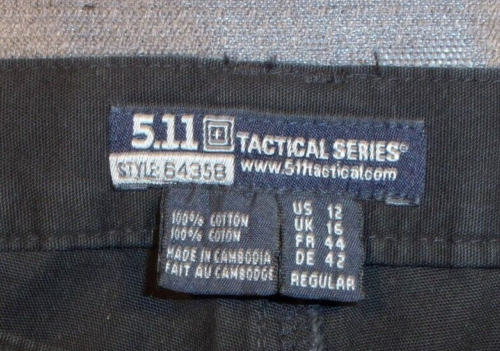 5.11 TACTICAL SERIES®
STYLE: 64358 www.511tactical.com
100% COTTON
100% COTON
MADE IN CAMBODIA
FAIT AU CAMBODGE
US 12
UK 16
FR 44
DE 42
REGULAR